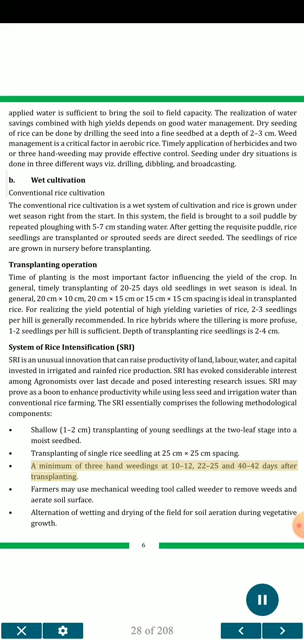 applied water is sufficient to bring the soil to field capacity. The realization of water
savings combined with high yields depends on good water management. Dry seeding
of rice can be done by drilling the seed into a fine seedbed at a depth of 2–3 cm. Weed
management is a critical factor in aerobic rice. Timely application of herbicides and two
or three hand-weeding may provide effective control. Seeding under dry situations is
done in three different ways viz. drilling, dibbling, and broadcasting.
b. Wet cultivation
Conventional rice cultivation
The conventional rice cultivation is a wet system of cultivation and rice is grown under
wet season right from the start. In this system, the field is brought to a soil puddle by
repeated ploughing with 5-7 cm standing water. After getting the requisite puddle, rice
seedlings are transplanted or sprouted seeds are direct seeded. The seedlings of rice
are grown in nursery before transplanting.
Transplanting operation
Time of planting is the most important factor influencing the yield of the crop. In
general, timely transplanting of 20-25 days old seedlings in wet season is ideal. In
general, 20 cm × 10 cm, 20 cm × 15 cm or 15 cm × 15 cm spacing is ideal in transplanted
rice. For realizing the yield potential of high yielding varieties of rice, 2-3 seedlings
per hill is generally recommended. In rice hybrids where the tillering is more profuse,
1-2 seedlings per hill is sufficient. Depth of transplanting rice seedlings is 2-4 cm.
System of Rice Intensification (SRI)
SRI is an unusual innovation that can raise productivity of land, labour, water, and capital
invested in irrigated and rainfed rice production. SRI has evoked considerable interest
among Agronomists over last decade and posed interesting research issues. SRI may
prove as a boon to enhance productivity while using less seed and irrigation water than
conventional rice farming. The SRI essentially comprises the following methodological
components:
• Shallow (1–2 cm) transplanting of young seedlings at the two-leaf stage into a
moist seedbed.
• Transplanting of single rice seedling at 25 cm × 25 cm spacing.
• A minimum of three hand weedings at 10–12, 22–25 and 40–42 days after
transplanting.
• Farmers may use mechanical weeding tool called weeder to remove weeds and
aerate soil surface.
• Alternation of wetting and drying of the field for soil aeration during vegetative
growth.
6
28 of 208